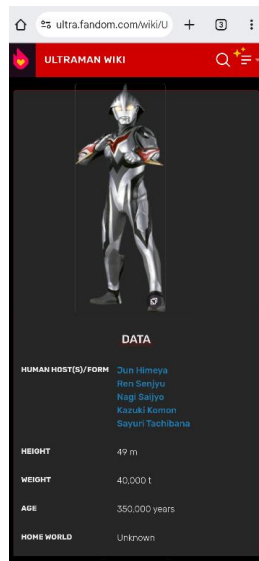 ultra.fandom.com/wiki/U
3
ULTRAMAN WIKI
DATA
HUMAN HOST(S)/FORM Jun Himeya
Ren Senjyu
Nagi Saijyo
Kazuki Komon
Sayuri Tachibana
HEIGHT 49 m
WEIGHT 40,000 t
AGE 350,000 years
HOME WORLD Unknown